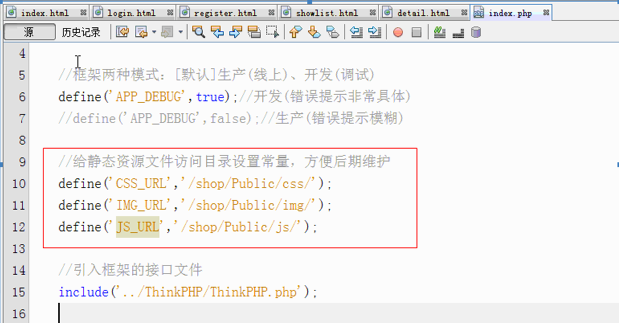 index.html login.html register.html showlist.html detail.html index.php
源 历史记录
4
5 //框架两种模式：[默认]生产(线上)、开发(调试)
6 define('APP_DEBUG',true);//开发(错误提示非常具体)
7 //define('APP_DEBUG',false);//生产(错误提示模糊)
8
9 //给静态资源文件访问目录设置常量，方便后期维护
10 define('CSS_URL','/shop/Public/css/');
11 define('IMG_URL','/shop/Public/img/');
12 define('JS_URL','/shop/Public/js/');
13
14 //引入框架的接口文件
15 include('../ThinkPHP/ThinkPHP.php');
16